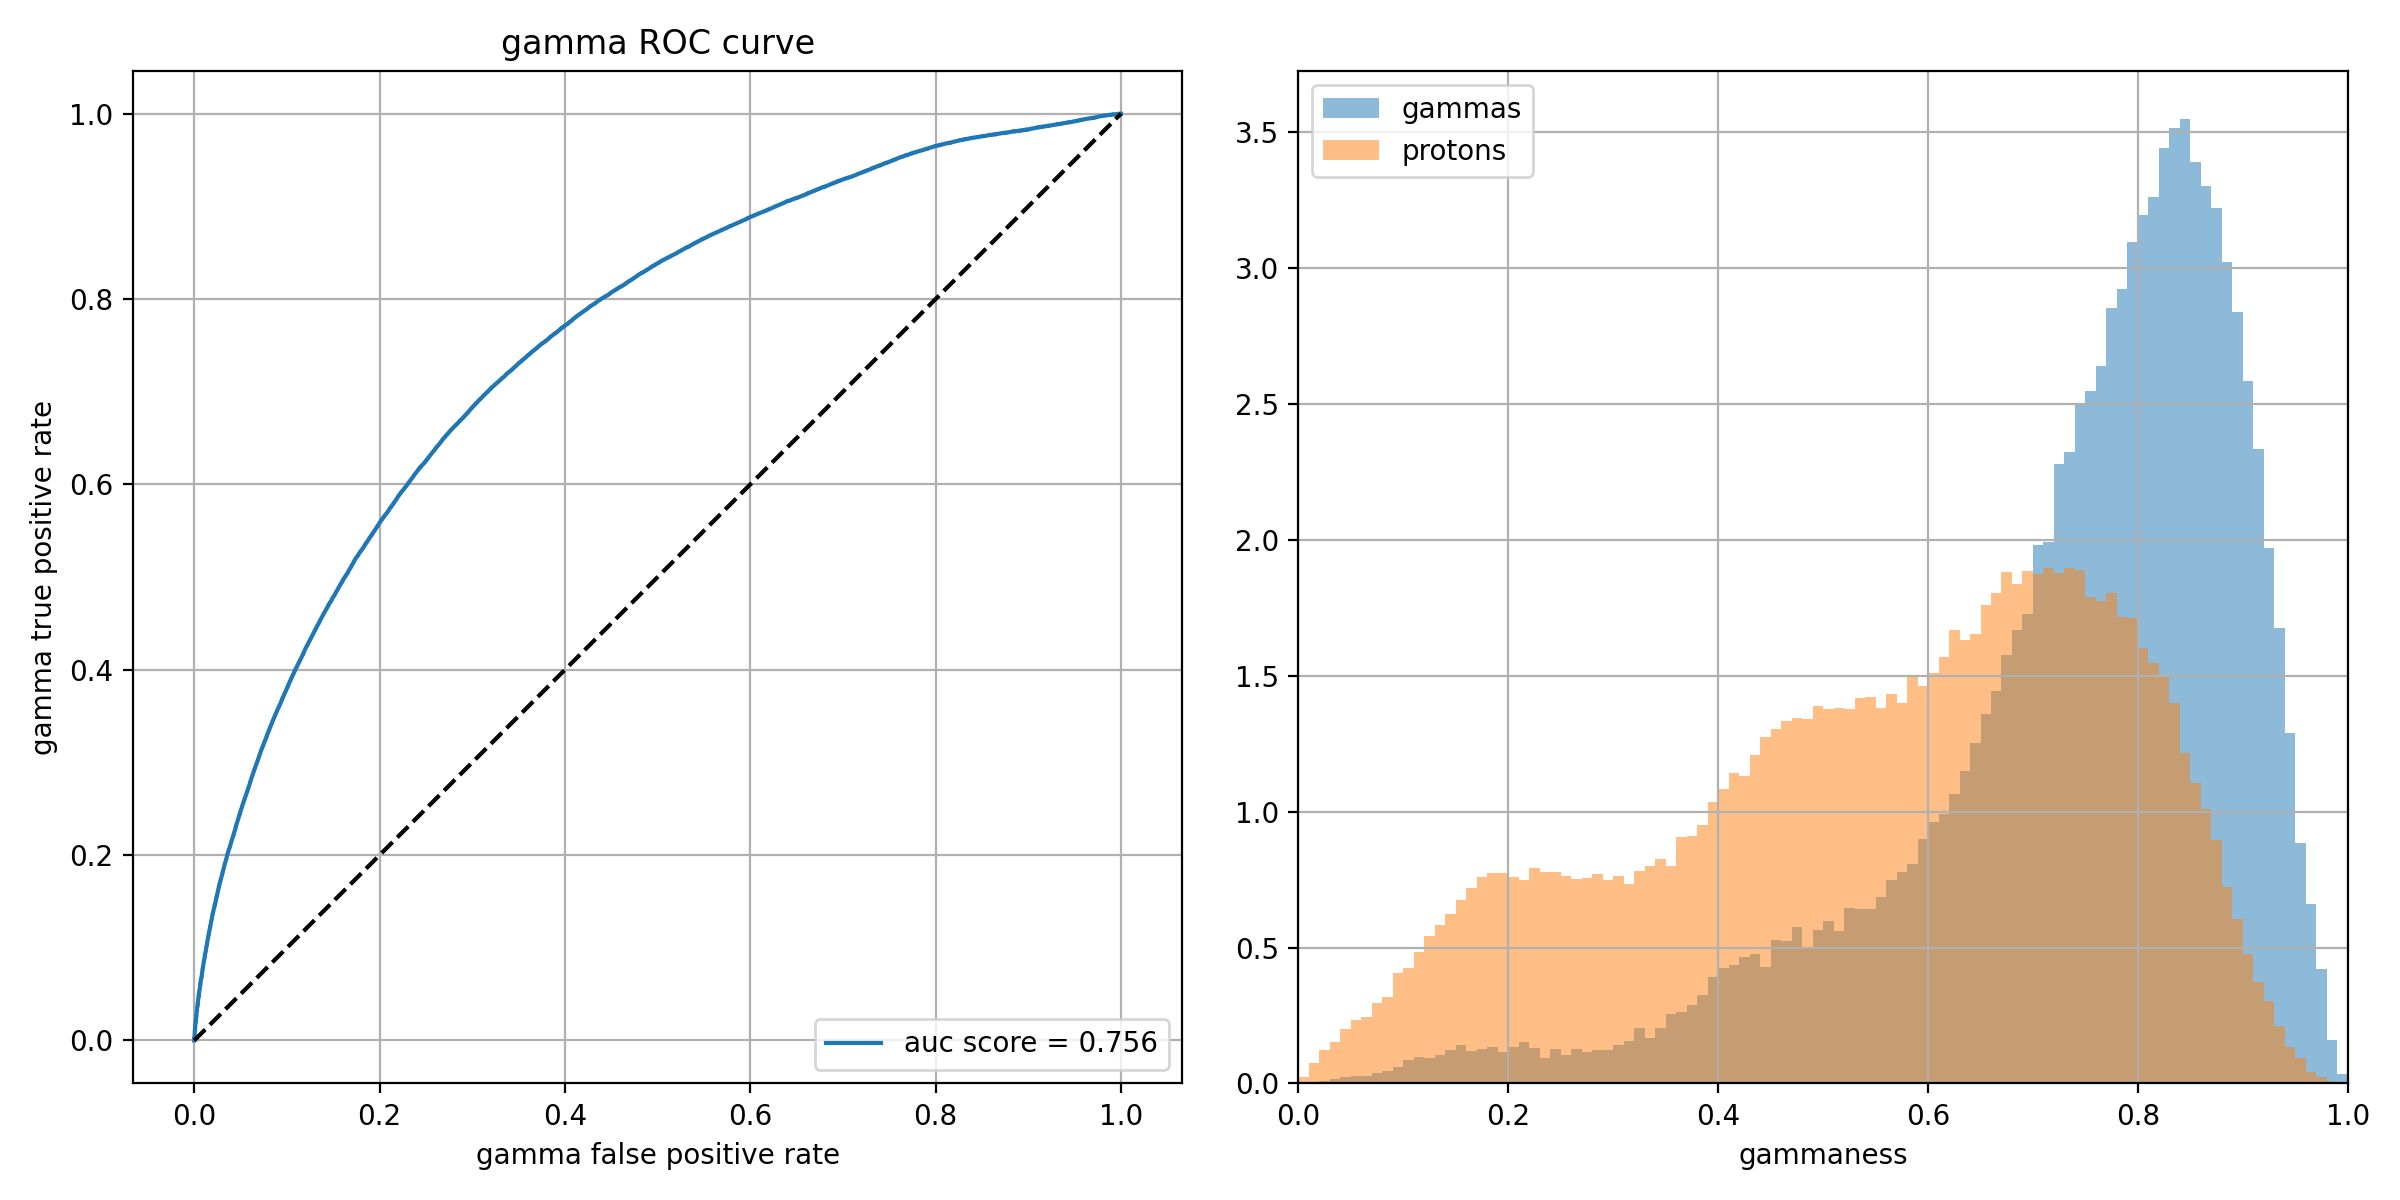 gamma ROC curve
1.0
0.8
0.6
0.4
0.2
0.0
gamma true positive rate
auc score = 0.756
0.0 0.2 0.4 0.6 0.8 1.0
gamma false positive rate
gammas
protons
3.5
3.0
2.5
2.0
1.5
1.0
0.5
0.0
0.0 0.2 0.4 0.6 0.8 1.0
gammaness